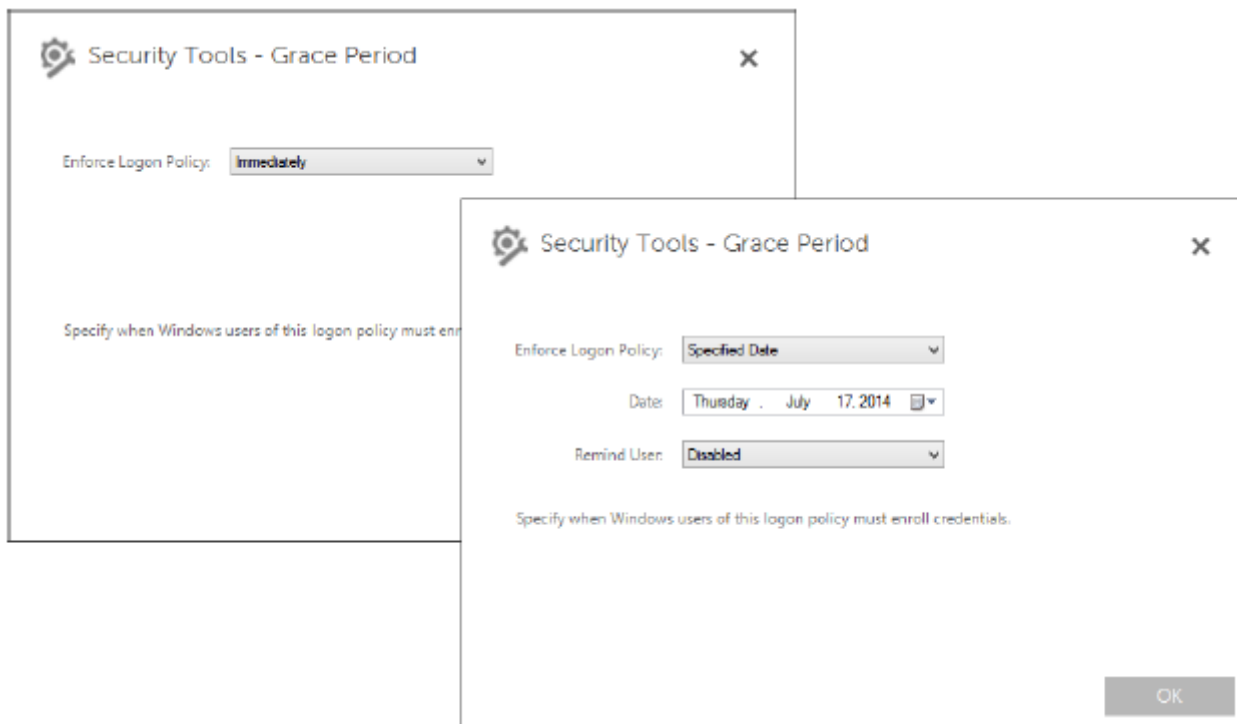 Security Tools - Grace Period
Enforce Logon Policy: Immediately
Specify when Windows users of this logon policy must enr
Security Tools - Grace Period
Enforce Logon Policy: Specified Date
Date: Thursday , July 17, 2014
Remind User: Disabled
Specify when Windows users of this logon policy must enroll credentials.
OK